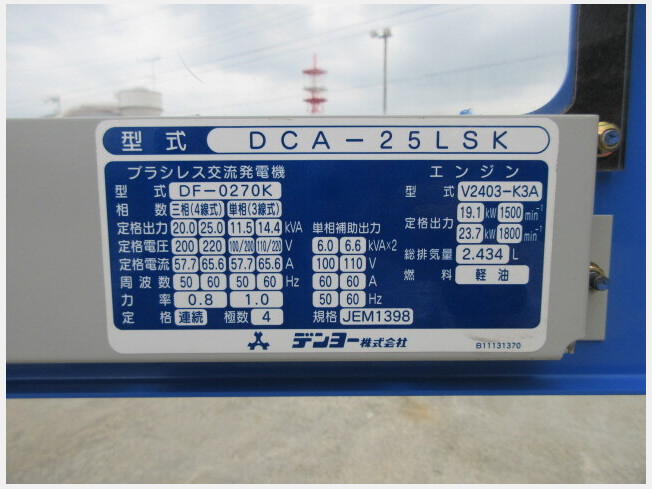 型式 DCA-25LSK
ブラシレス交流発電機
型式 DF-0270K
相数 三相(4線式) 単相(3線式)
定格出力 20.0 25.0 11.5 14.4 kVA
定格電圧 200 220 100/200 110/220 V
定格電流 57.7 65.6 57.7 65.6 A
周波数 50 60 50 60 Hz
力率 0.8 1.0
定格 連続 極数 4
単相補助出力
6.0 6.6 kVA×2
100 110 V
60 60 A
50 60 Hz
規格 JEM1398
エンジン
型式 V2403-K3A
定格出力 19.1 kW 1500 min⁻¹
23.7 kW 1800 min⁻¹
総排気量 2.434 L
燃料 軽油
デンヨー株式会社
B11131370